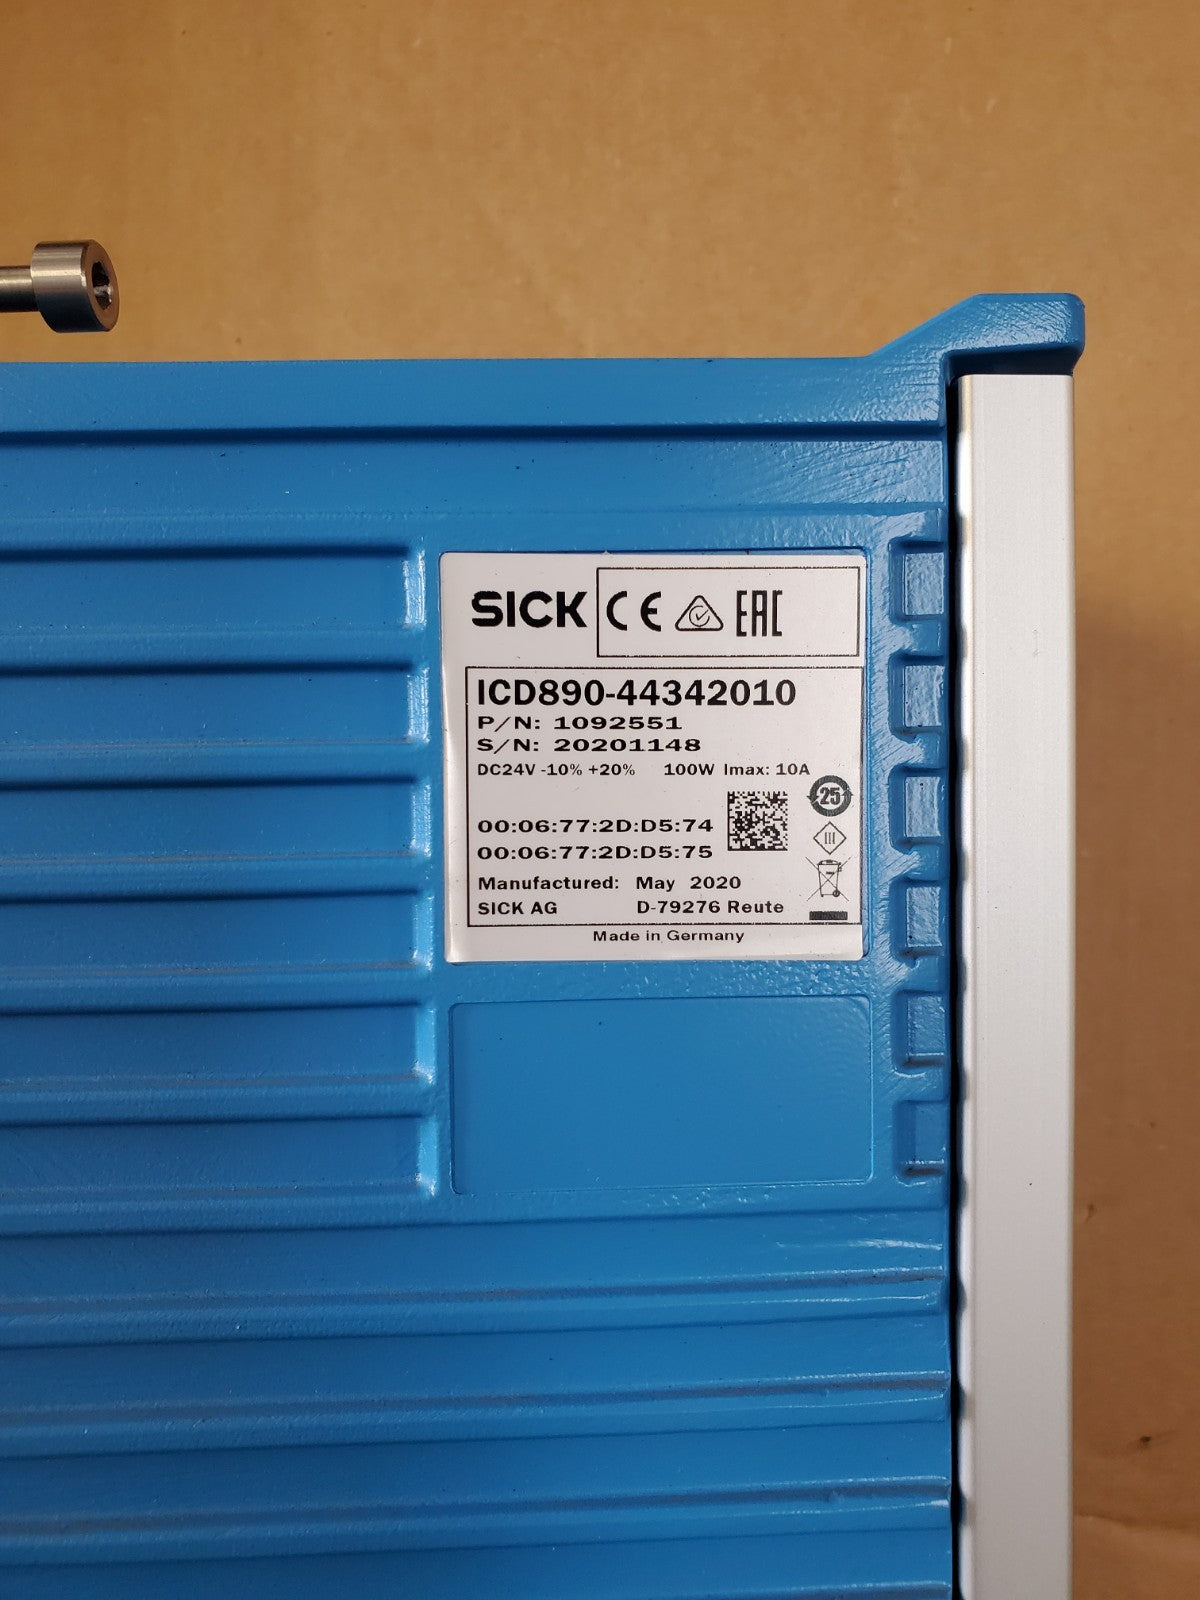 SICK CE EAC
ICD890-44342010
P/N: 1092551
S/N: 20201148
DC24V -10% +20% 100W Imax: 10A
25
00:06:77:2D:D5:74
III
00:06:77:2D:D5:75
Manufactured: May 2020
SICK AG D-79276 Reute
Made in Germany